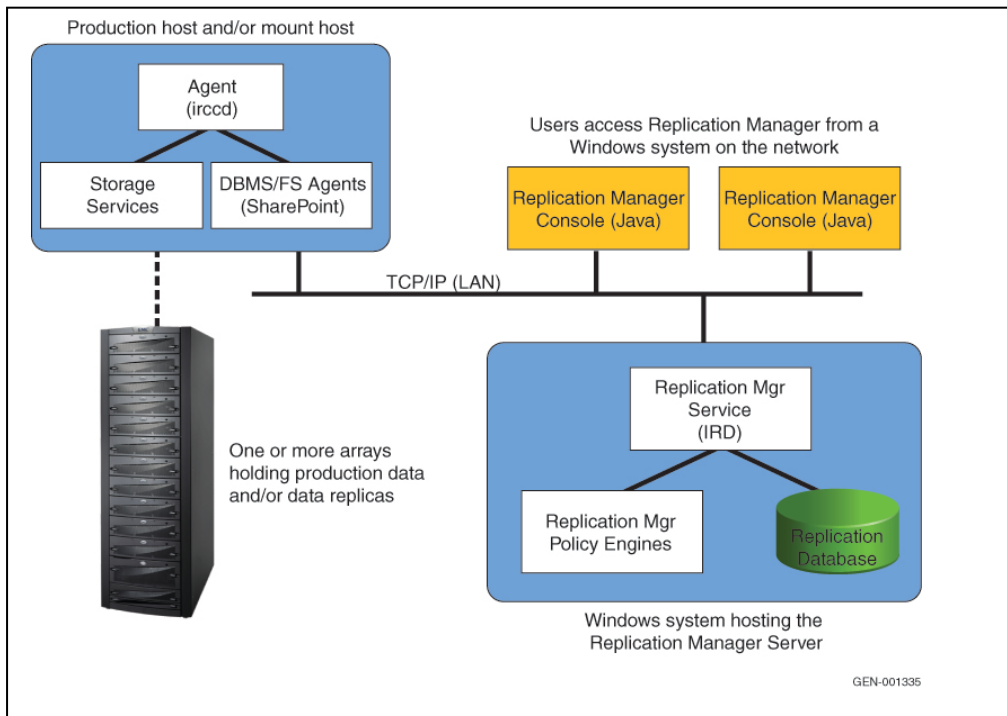 Production host and/or mount host
Agent
(irccd)
Storage
Services
DBMS/FS Agents
(SharePoint)
Users access Replication Manager from a
Windows system on the network
Replication Manager
Console (Java)
Replication Manager
Console (Java)
TCP/IP (LAN)
One or more arrays
holding production data
and/or data replicas
Replication Mgr
Service
(IRD)
Replication Mgr
Policy Engines
Replication
Database
Windows system hosting the
Replication Manager Server
GEN-001335